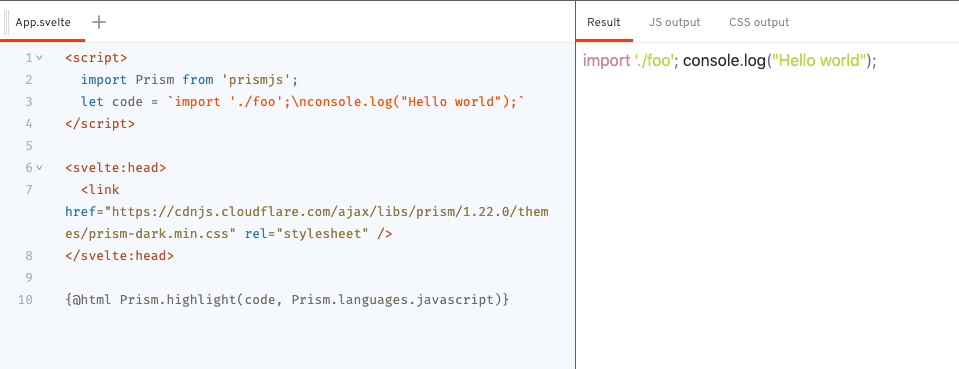 App.svelte +
Result JS output CSS output
1 <script>
2 import Prism from 'prismjs';
3 let code = `import './foo';\nconsole.log("Hello world");`
4 </script>
5
6 <svelte:head>
7 <link
href="https://cdnjs.cloudflare.com/ajax/libs/prism/1.22.0/them
es/prism-dark.min.css" rel="stylesheet" />
8 </svelte:head>
9
10 {@html Prism.highlight(code, Prism.languages.javascript)}
import './foo'; console.log("Hello world");